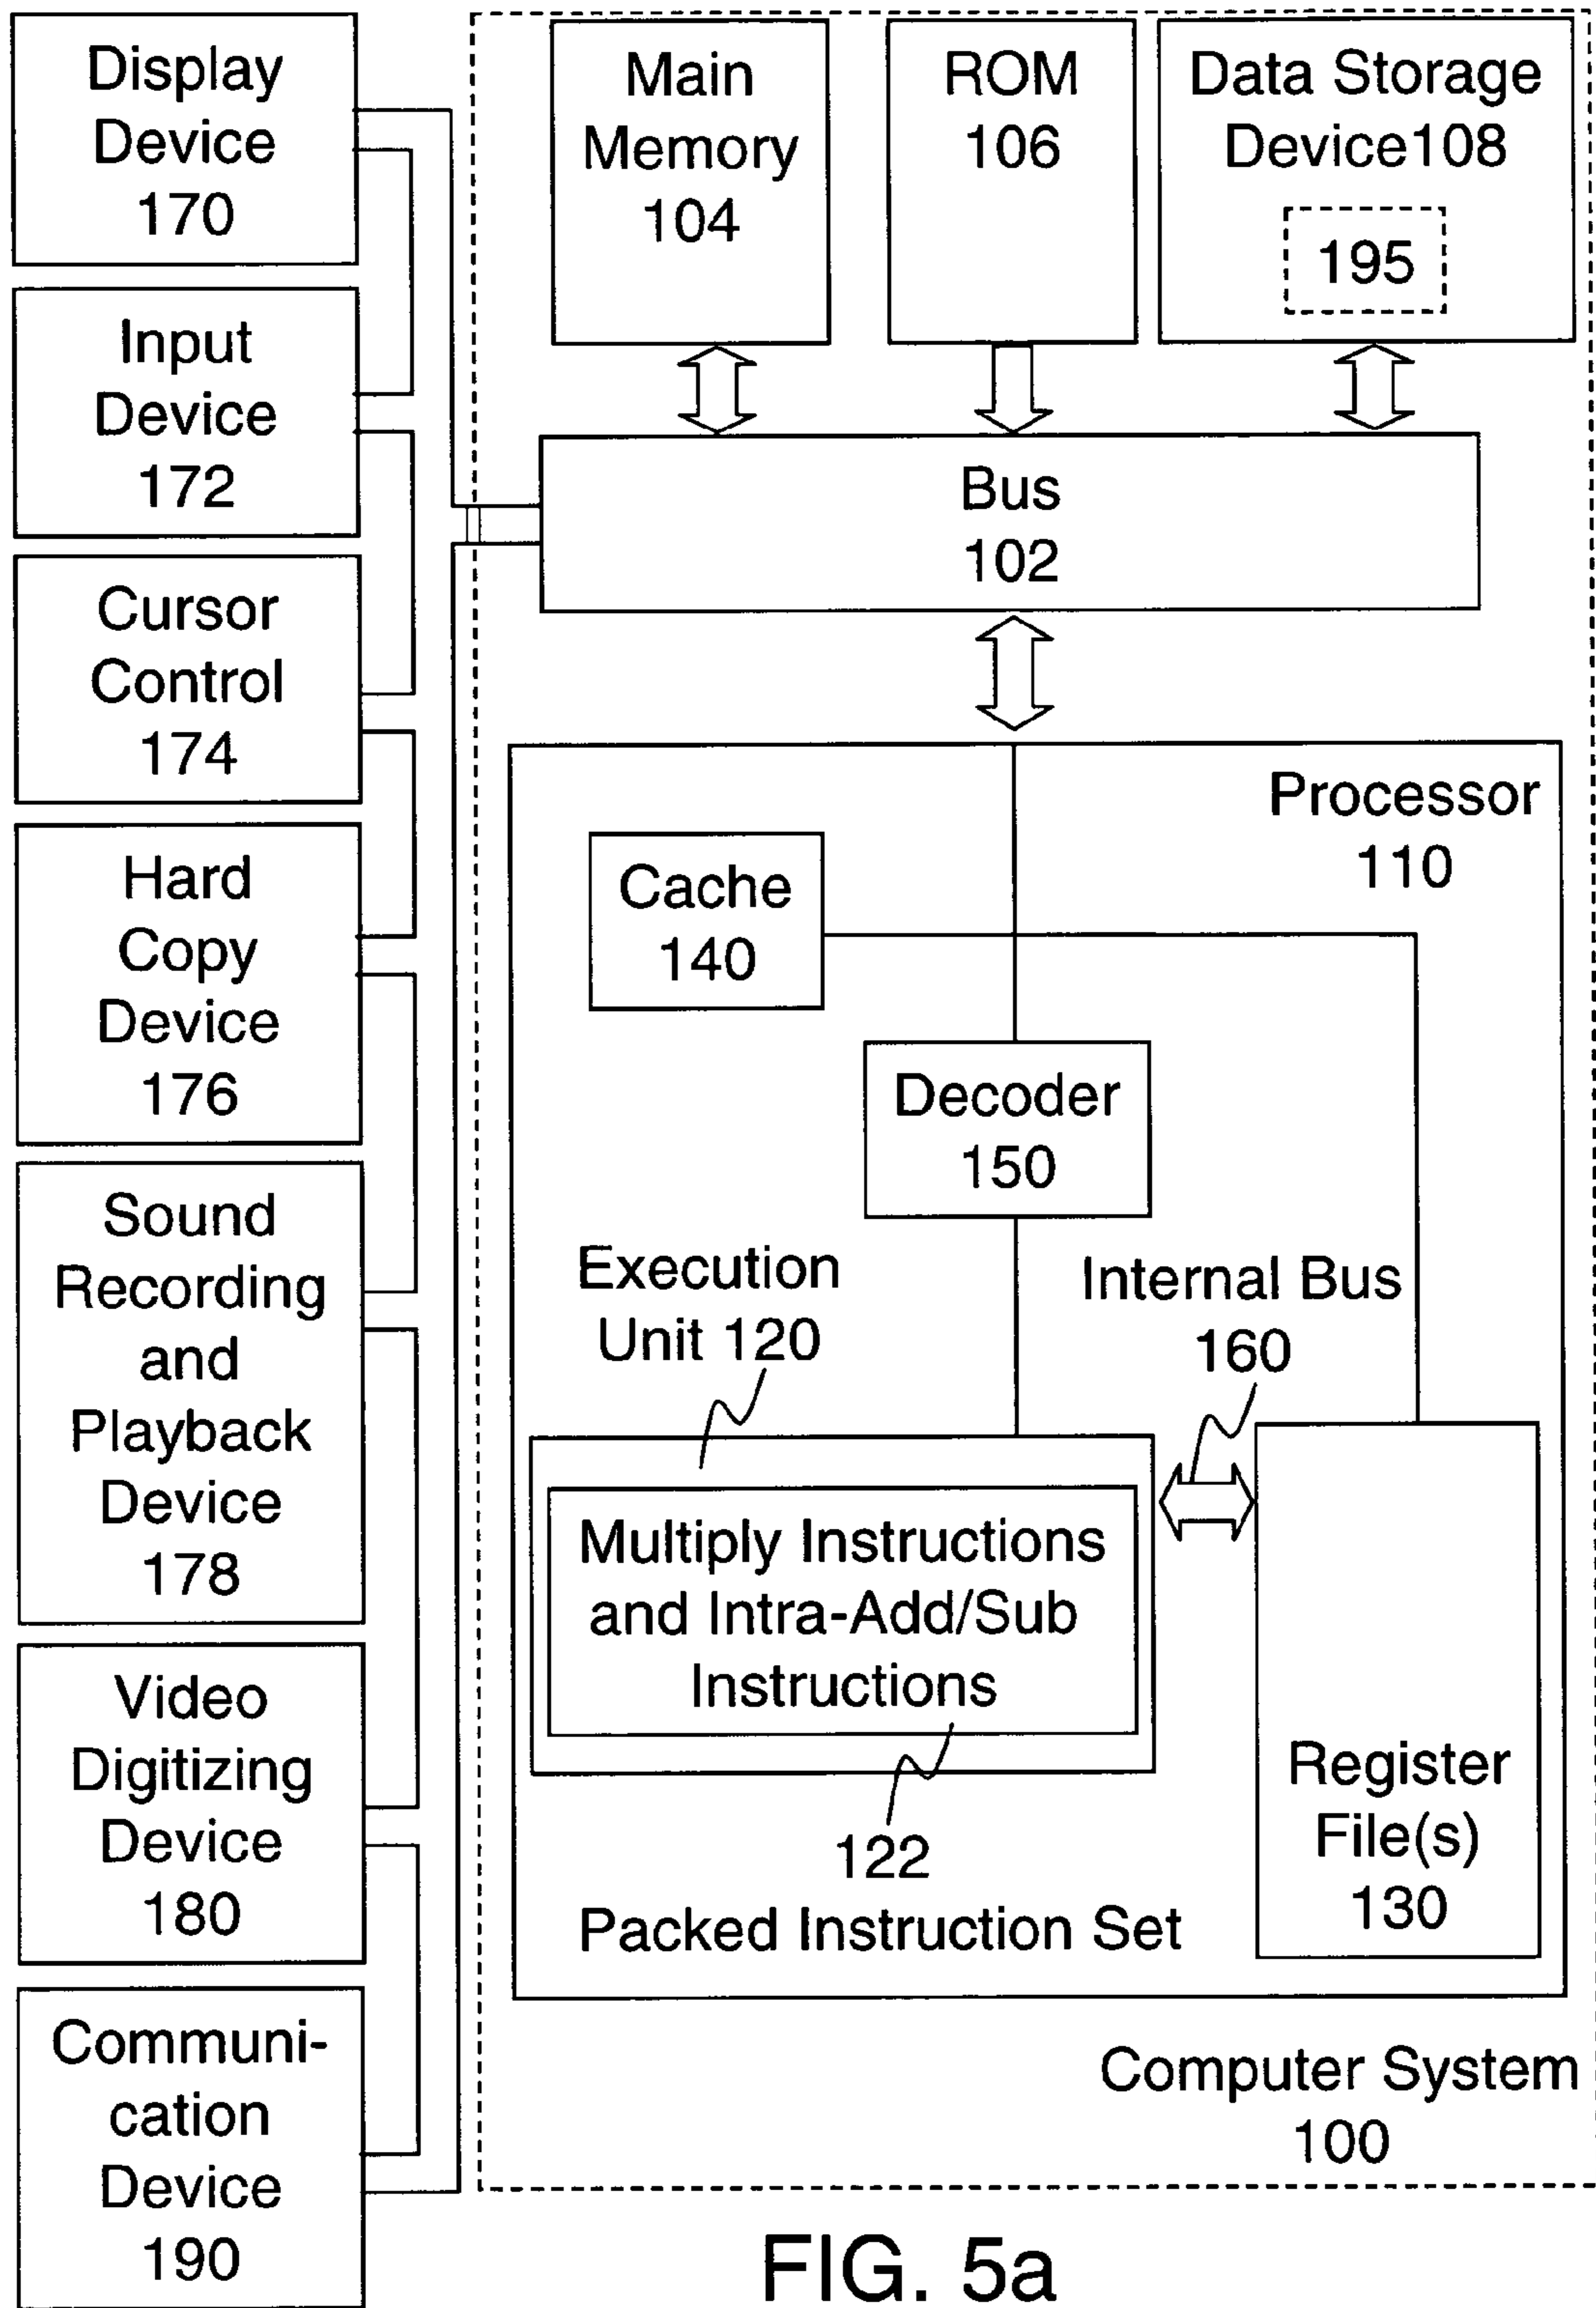 Display
Device
170
Input
Device
172
Cursor
Control
174
Hard
Copy
Device
176
Sound
Recording
and
Playback
Device
178
Video
Digitizing
Device
180
Communi-
cation
Device
190
Main
Memory
104
ROM
106
Data Storage
Device108
195
Bus
102
Processor
110
Cache
140
Decoder
150
Execution
Unit 120
Internal Bus
160
Multiply Instructions
and Intra-Add/Sub
Instructions
122
Packed Instruction Set
Register
File(s)
130
Computer System
100
FIG. 5a